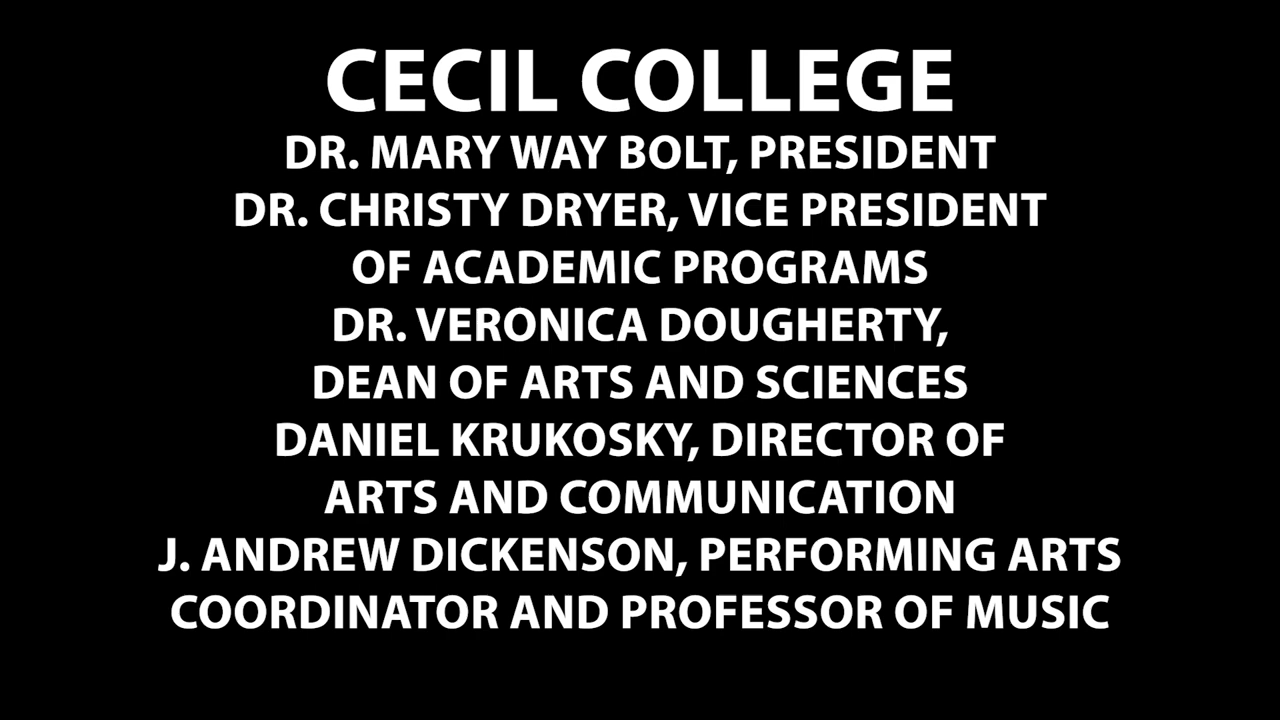 CECIL COLLEGE
DR. MARY WAY BOLT, PRESIDENT
DR. CHRISTY DRYER, VICE PRESIDENT
OF ACADEMIC PROGRAMS
DR. VERONICA DOUGHERTY,
DEAN OF ARTS AND SCIENCES
DANIEL KRUKOSKY, DIRECTOR OF
ARTS AND COMMUNICATION
J. ANDREW DICKENSON, PERFORMING ARTS
COORDINATOR AND PROFESSOR OF MUSIC